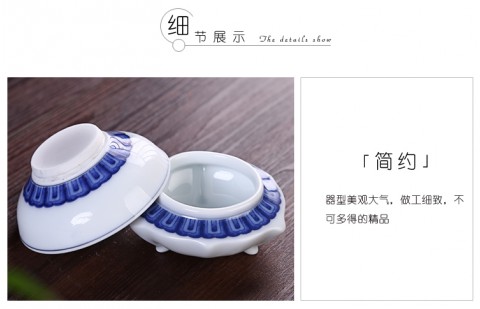 细节展示
The details show
「简约」
器型美观大气，做工细致，不
可多得的精品